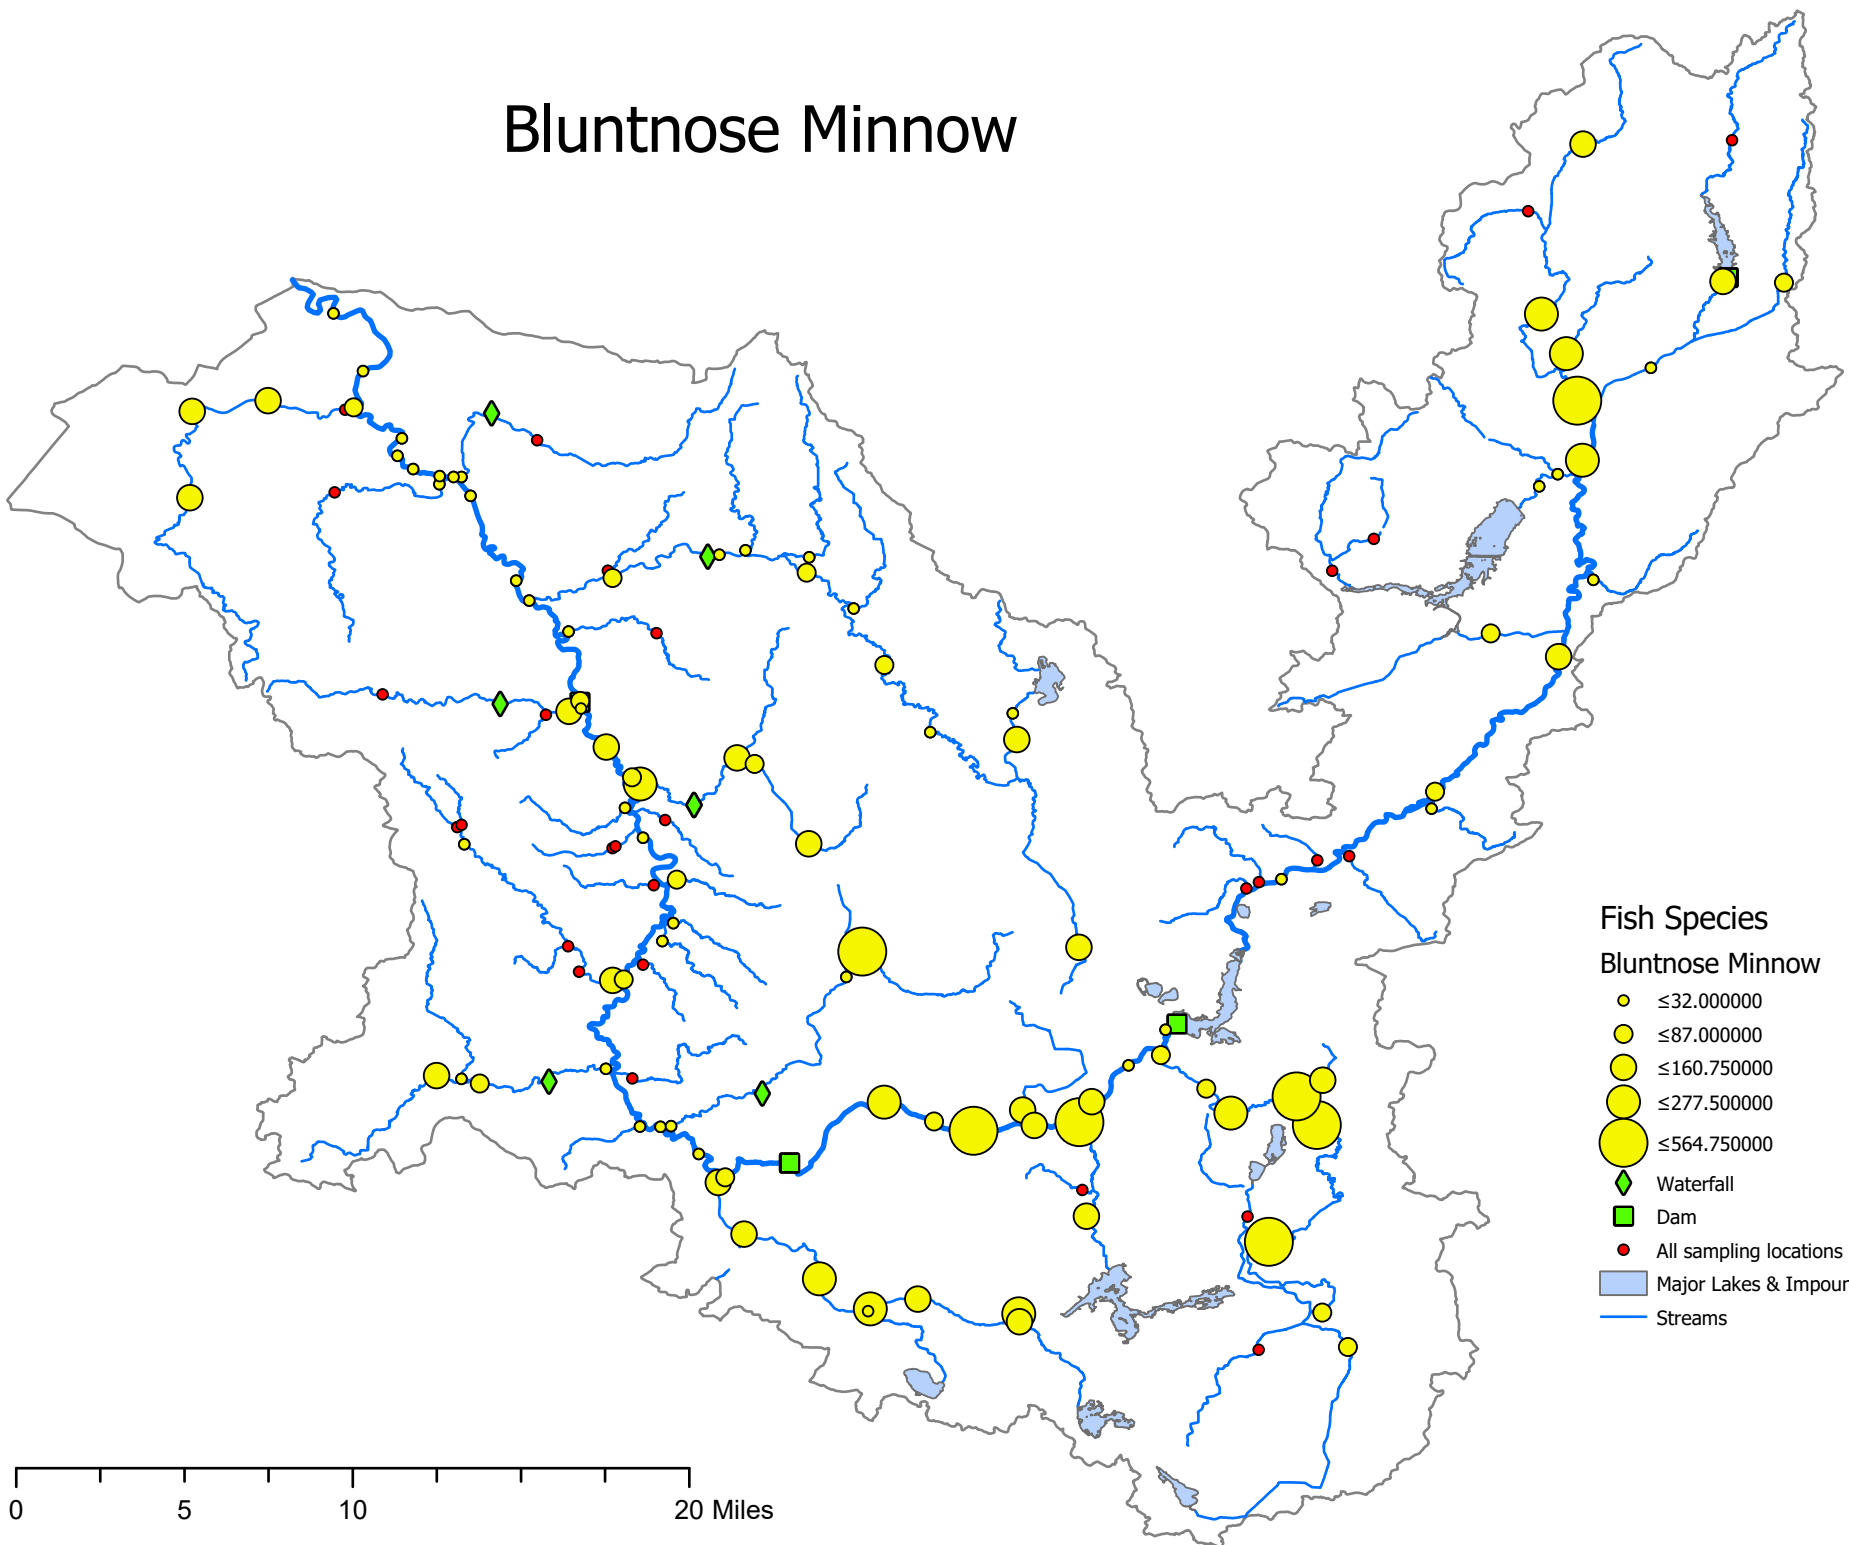 Bluntnose Minnow
Fish Species
Bluntnose Minnow
≤32.000000
≤87.000000
≤160.750000
≤277.500000
≤564.750000
Waterfall
Dam
All sampling locations
Major Lakes & Impour
Streams
0 5 10 20 Miles